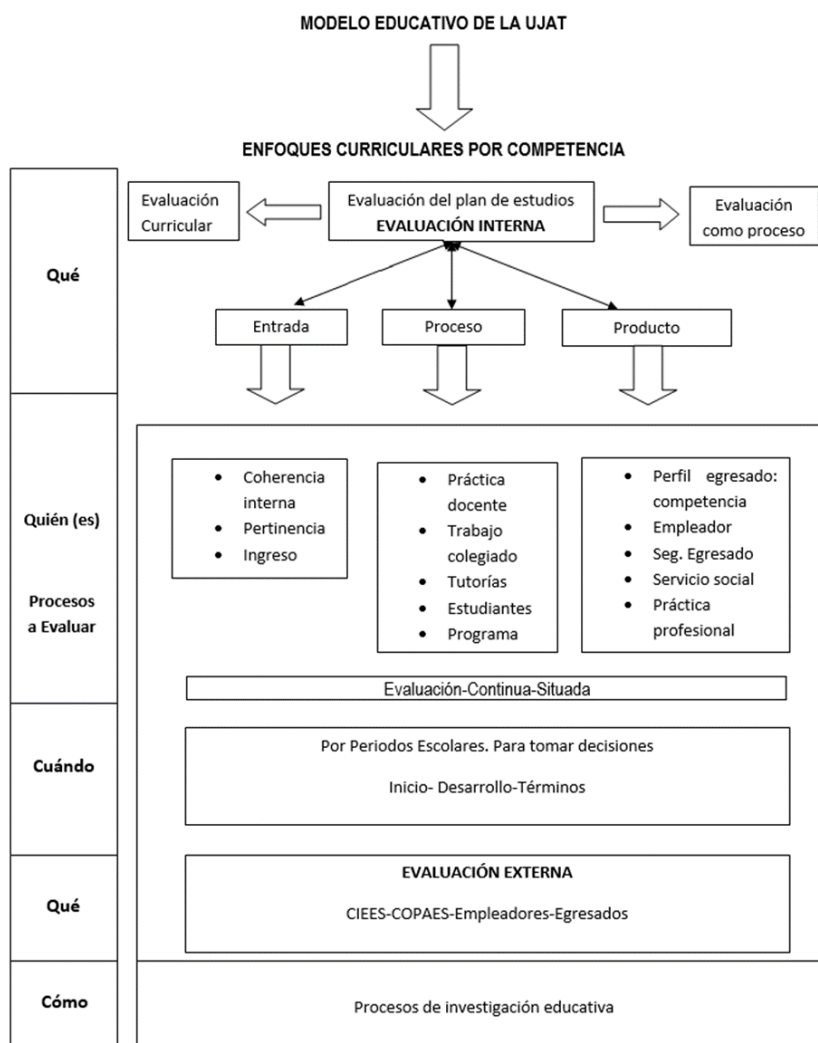 MODELO EDUCATIVO DE LA UJAT
ENFOQUES CURRICULARES POR COMPETENCIA
Qué
Evaluación
Curricular
Evaluación del plan de estudios
EVALUACIÓN INTERNA
Evaluación
como proceso
Entrada
Proceso
Producto
Quién (es)
Procesos
a Evaluar
• Coherencia
interna
• Pertinencia
• Ingreso
• Práctica
docente
• Trabajo
colegiado
• Tutorías
• Estudiantes
• Programa
• Perfil egresado:
competencia
• Empleador
• Seg. Egresado
• Servicio social
• Práctica
profesional
Evaluación-Continua-Situada
Cuándo
Por Periodos Escolares. Para tomar decisiones
Inicio- Desarrollo-Términos
Qué
EVALUACIÓN EXTERNA
CIEES-COPAES-Empleadores-Egresados
Cómo
Procesos de investigación educativa